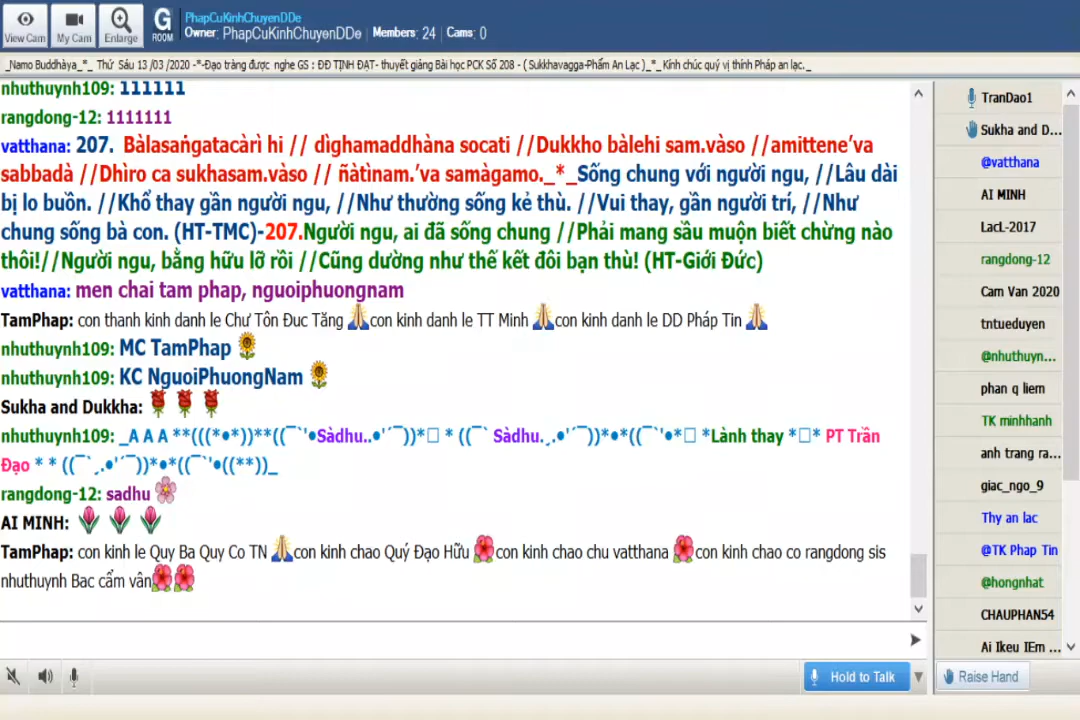 View Cam
My Cam
Enlarge
G
ROOM
PhapCuKinhChuyenDDe
Owner: PhapCuKinhChuyenDDe Members: 24 Cams: 0
_Namo Buddhàya_*_ Thứ Sáu 13 /03 /2020 -*-Đạo tràng được nghe GS : ĐĐ TỊNH ĐẠT- thuyết giảng Bài học PCK Số 208 - ( Sukkhavagga-Phẩm An Lạc )_*_ Kính chúc quý vị thính Pháp an lạc._
nhuthuynh109: 111111
rangdong-12: 1111111
vatthana: 207. Bàlasaṅgatacàrì hi // dìghamaddhàna socati //Dukkho bàlehi sam.vàso //amittene’va
sabbadà //Dhìro ca sukhasam.vàso // ñàtìnam.’va samàgamo._*_Sống chung với người ngu, //Lâu dài
bị lo buồn. //Khổ thay gần người ngu, //Như thường sống kẻ thù. //Vui thay, gần người trí, //Như
chung sống bà con. (HT-TMC)-207.Người ngu, ai đã sống chung //Phải mang sầu muộn biết chừng nào
thôi!//Người ngu, bằng hữu lỡ rồi //Cũng dường như thế kết đôi bạn thù! (HT-Giới Đức)
vatthana: men chai tam phap, nguoiphuongnam
TamPhap: con thanh kinh danh le Chư Tôn Đuc Tăng 🙏con kinh danh le TT Minh 🙏con kinh danh le DD Pháp Tin 🙏
nhuthuynh109: MC TamPhap 🌻
nhuthuynh109: KC NguoiPhuongNam 🌻
Sukha and Dukkha: 🌹 🌹 🌹
nhuthuynh109: _A A A **(((*•*))**((¯`'•Sàdhu..•'´¯))*•*□ * ((¯` Sàdhu.¸.•'´¯))*•*((¯`'•*□ *Lành thay *□* PT Trần
Đạo * * ((¯`¸.•'´¯))*•*((¯`'•((**))_
rangdong-12: sadhu 🌸
AI MINH: 🌷 🌷 🌷
TamPhap: con kinh le Quy Ba Quy Co TN 🙏con kinh chao Quý Đạo Hữu 🌺con kinh chao chu vatthana 🌺con kinh chao co rangdong sis
nhuthuynh Bac cẩm vân🌺🌺
TranDao1
Sukha and D...
@vatthana
AI MINH
LacL-2017
rangdong-12
Cam Van 2020
tntueduyen
@nhuthuyn...
phan q liem
TK minhhanh
anh trang ra...
giac_ngo_9
Thy an lac
@TK Phap Tin
@hongnhat
CHAUPHAN54
Ai Ikeu IEm ...
Hold to Talk
Raise Hand